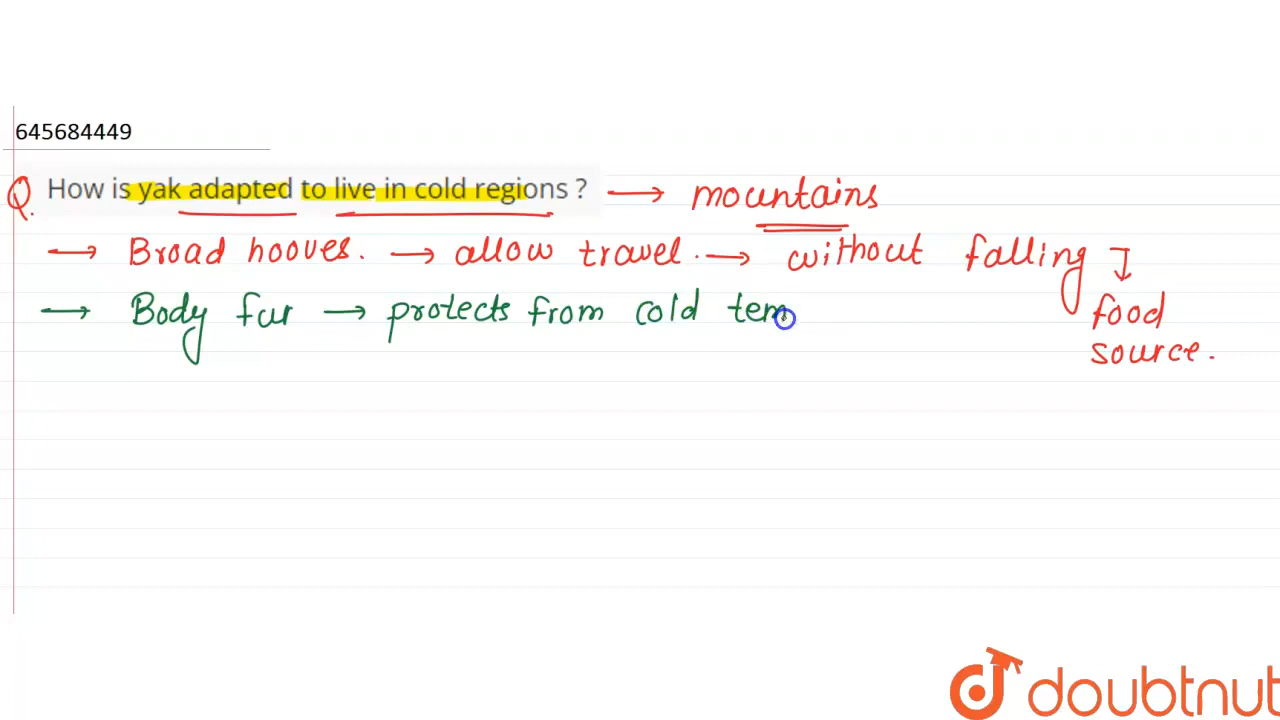 645684449
Q. How is yak adapted to live in cold regions ? → mountains
→ Broad hooves. → allow travel. → without falling
→ Body fur → protects from cold tem
food
source.
doubtnut